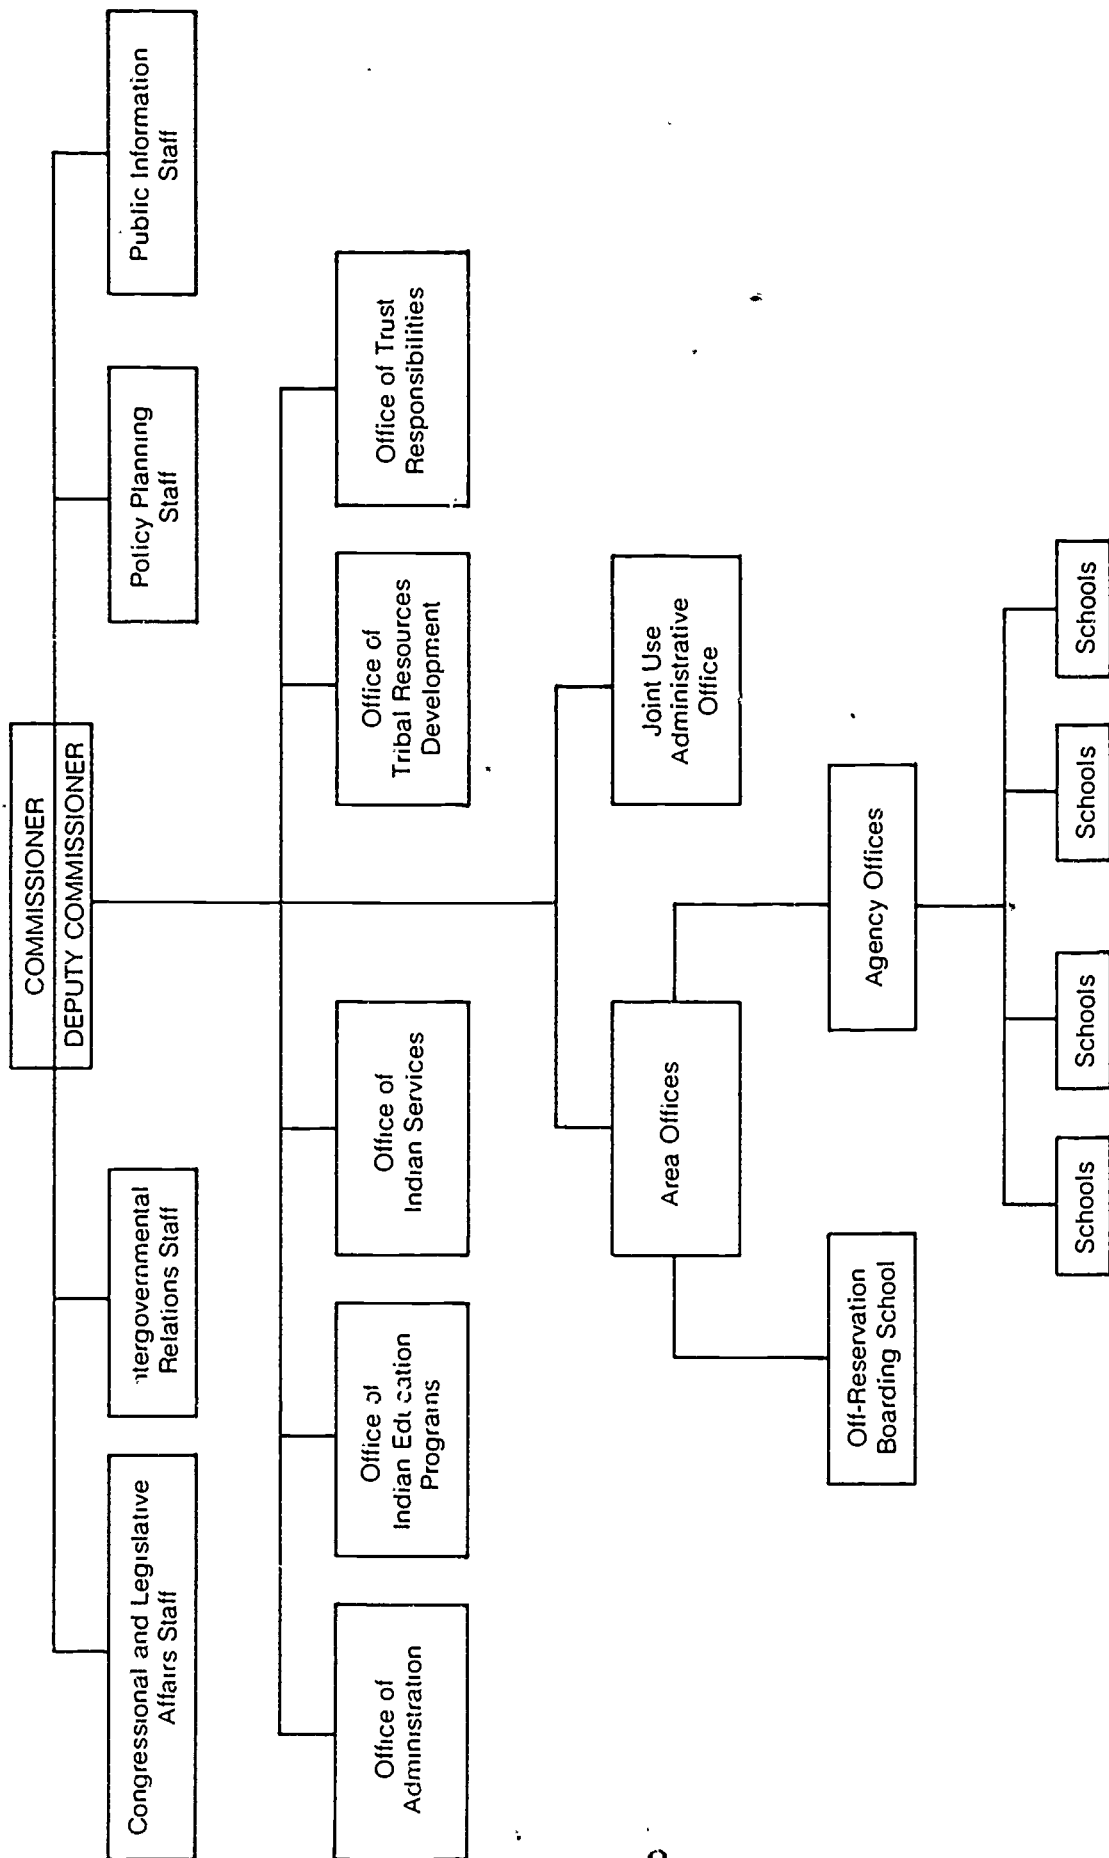 COMMISSIONER
DEPUTY COMMISSIONER
Congressional and Legislative
Affairs Staff
ntergovernmental
Relations Staff
Policy Planning
Staff
Public Information
Staff
Office of
Administration
Office of
Indian Education
Programs
Office of
Indian Services
Office of
Tribal Resources
Development
Office of Trust
Responsibilities
Area Offices
Joint Use
Administrative
Office
Off-Reservation
Boarding School
Agency Offices
Schools
Schools
Schools
Schools